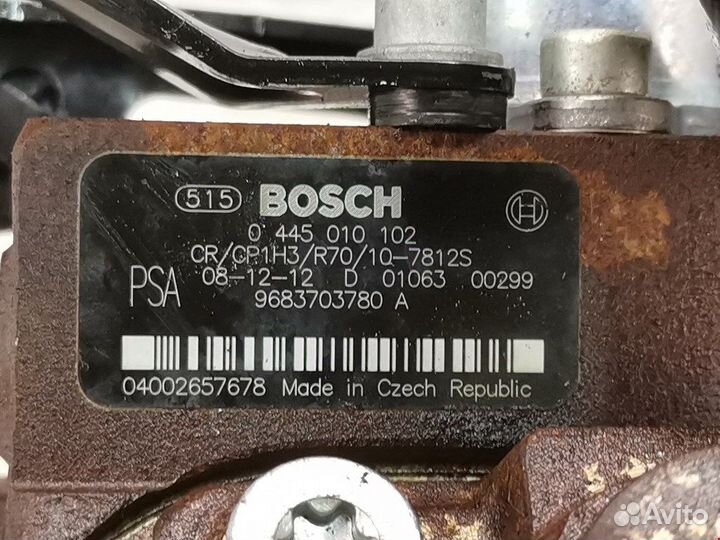 515 BOSCH
0 445 010 102
CR/CP1H3/R70/10-7812S
PSA 08-12-12 D 01063 00299
9683703780 A
04002657678 Made in Czech Republic
Avito